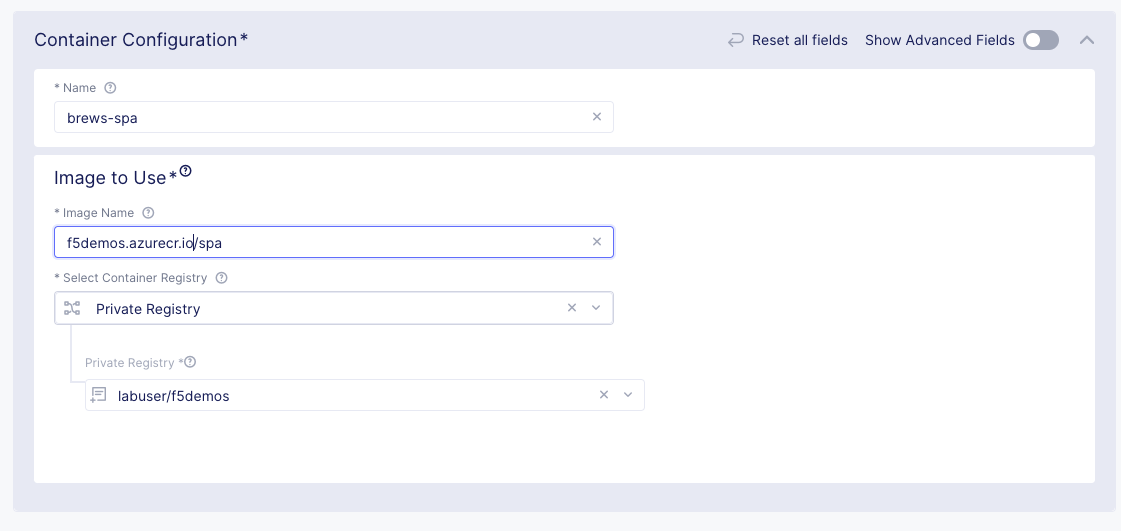 Container Configuration*
Reset all fields
Show Advanced Fields
* Name
brews-spa
Image to Use*
* Image Name
f5demos.azurecr.io/spa
* Select Container Registry
Private Registry
Private Registry *
labuser/f5demos